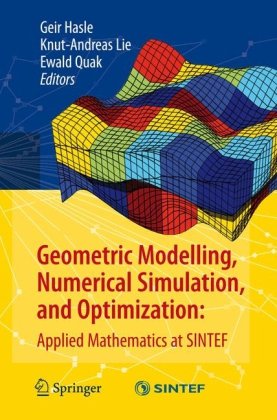 Geir Hasle
Knut-Andreas Lie
Ewald Quak
Editors
Geometric Modelling,
Numerical Simulation,
and Optimization:
Applied Mathematics at SINTEF
Springer
SINTEF